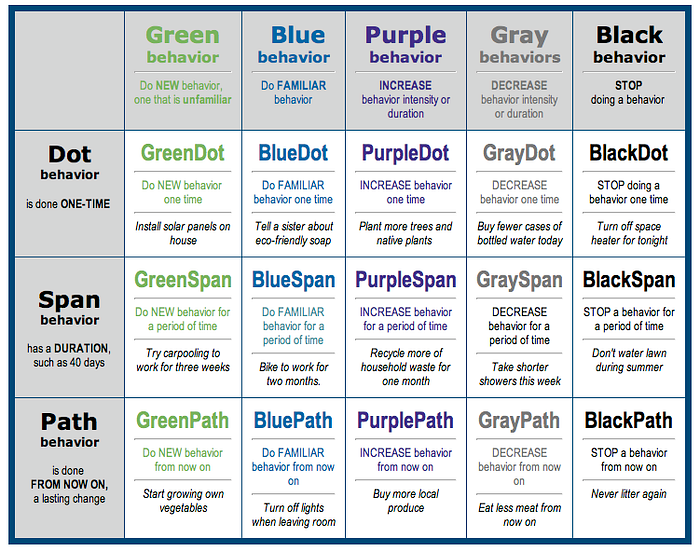 Green
behavior
Do NEW behavior,
one that is unfamiliar
Blue
behavior
Do FAMILIAR
behavior
Purple
behavior
INCREASE
behavior intensity or
duration
Gray
behaviors
DECREASE
behavior intensity
or duration
Black
behavior
STOP
doing a behavior
Dot
behavior
is done ONE-TIME
GreenDot
Do NEW behavior
one time
Install solar panels on
house
BlueDot
Do FAMILIAR
behavior one time
Tell a sister about
eco-friendly soap
PurpleDot
INCREASE behavior
one time
Plant more trees and
native plants
GrayDot
DECREASE
behavior one time
Buy fewer cases of
bottled water today
BlackDot
STOP doing a
behavior one time
Turn off space
heater for tonight
Span
behavior
has a DURATION,
such as 40 days
GreenSpan
Do NEW behavior for
a period of time
Try carpooling to
work for three weeks
BlueSpan
Do FAMILIAR
behavior for a
period of time
Bike to work for
two months.
PurpleSpan
INCREASE behavior
for a period of time
Recycle more of
household waste for
one month
GraySpan
DECREASE
behavior for a
period of time
Take shorter
showers this week
BlackSpan
STOP a behavior for
a period of time
Don't water lawn
during summer
Path
behavior
is done
FROM NOW ON,
a lasting change
GreenPath
Do NEW behavior
from now on
Start growing own
vegetables
BluePath
Do FAMILIAR
behavior from now
on
Turn off lights
when leaving room
PurplePath
INCREASE behavior
from now on
Buy more local
produce
GrayPath
DECREASE
behavior from now
on
Eat less meat from
now on
BlackPath
STOP a behavior
from now on
Never litter again